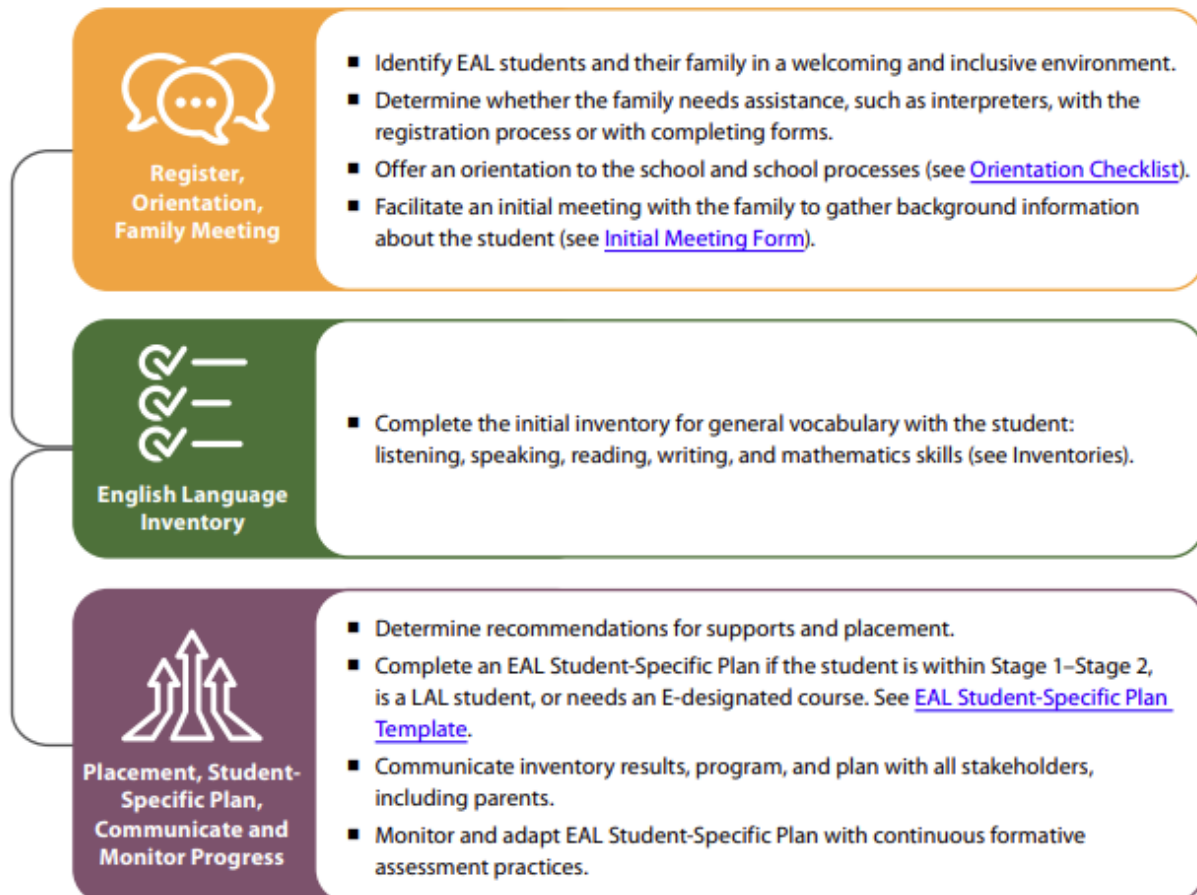 Register,
Orientation,
Family Meeting
■ Identify EAL students and their family in a welcoming and inclusive environment.
■ Determine whether the family needs assistance, such as interpreters, with the
registration process or with completing forms.
■ Offer an orientation to the school and school processes (see Orientation Checklist).
■ Facilitate an initial meeting with the family to gather background information
about the student (see Initial Meeting Form).
English Language
Inventory
■ Complete the initial inventory for general vocabulary with the student:
listening, speaking, reading, writing, and mathematics skills (see Inventories).
Placement, Student-
Specific Plan,
Communicate and
Monitor Progress
■ Determine recommendations for supports and placement.
■ Complete an EAL Student-Specific Plan if the student is within Stage 1–Stage 2,
is a LAL student, or needs an E-designated course. See EAL Student-Specific Plan
Template.
■ Communicate inventory results, program, and plan with all stakeholders,
including parents.
■ Monitor and adapt EAL Student-Specific Plan with continuous formative
assessment practices.